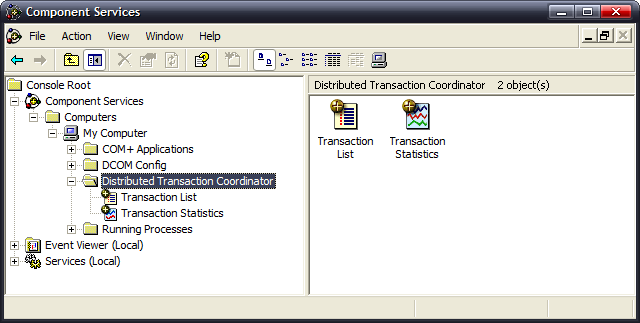 Component Services
File Action View Window Help
Console Root
Component Services
Computers
My Computer
COM+ Applications
DCOM Config
Distributed Transaction Coordinator
Transaction List
Transaction Statistics
Running Processes
Event Viewer (Local)
Services (Local)
Distributed Transaction Coordinator 2 object(s)
Transaction
List
Transaction
Statistics